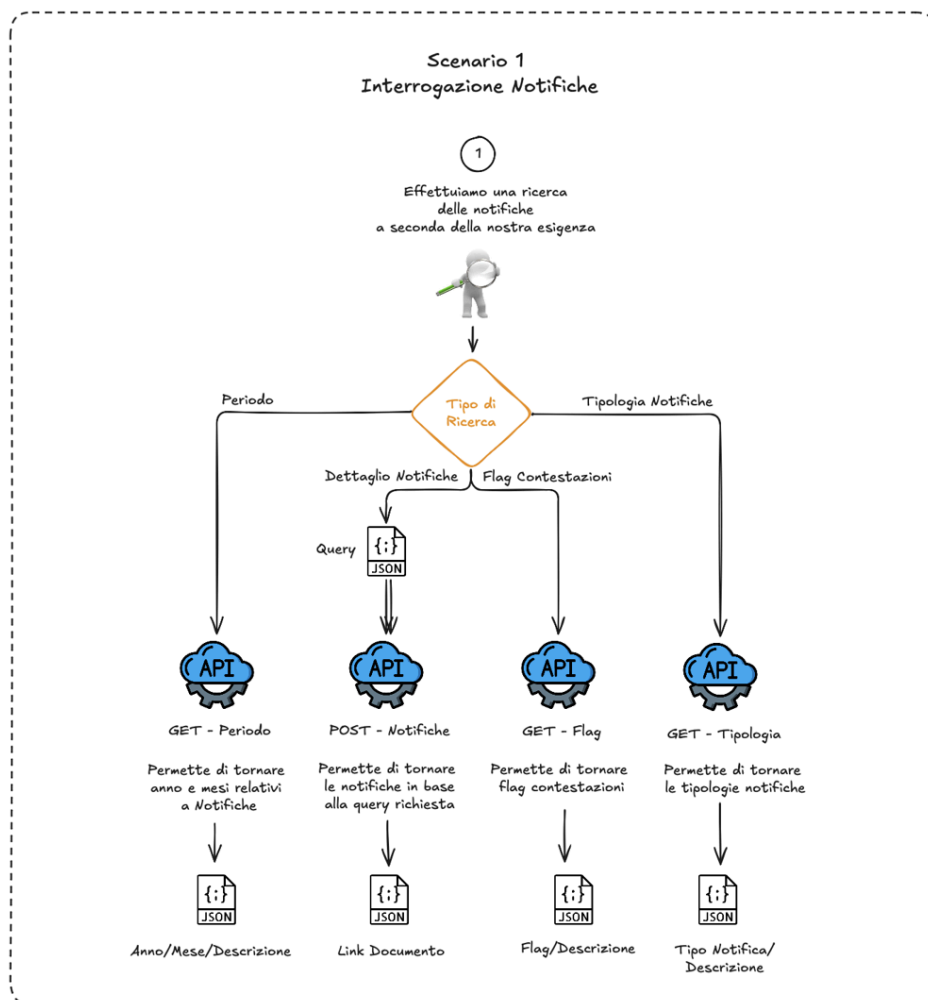 Scenario 1
Interrogazione Notifiche
1
Effettuiamo una ricerca
delle notifiche
a seconda della nostra esigenza
Periodo
Tipo di
Ricerca
Tipologia Notifiche
Dettaglio Notifiche
Flag Contestazioni
Query
{;}
JSON
API
API
API
API
GET - Periodo
POST - Notifiche
GET - Flag
GET - Tipologia
Permette di tornare
anno e mesi relativi
a Notifiche
Permette di tornare
le notifiche in base
alla query richiesta
Permette di tornare
flag contestazioni
Permette di tornare
le tipologie notifiche
{;}
JSON
{;}
JSON
{;}
JSON
{;}
JSON
Anno/Mese/Descrizione
Link Documento
Flag/Descrizione
Tipo Notifica/
Descrizione